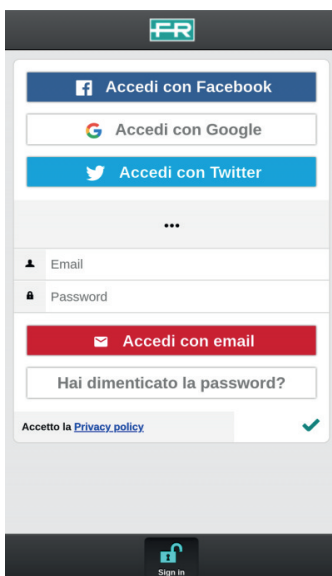 FR
Accedi con Facebook
Accedi con Google
Accedi con Twitter
...
Email
Password
Accedi con email
Hai dimenticato la password?
Accetto la Privacy policy
Sign in